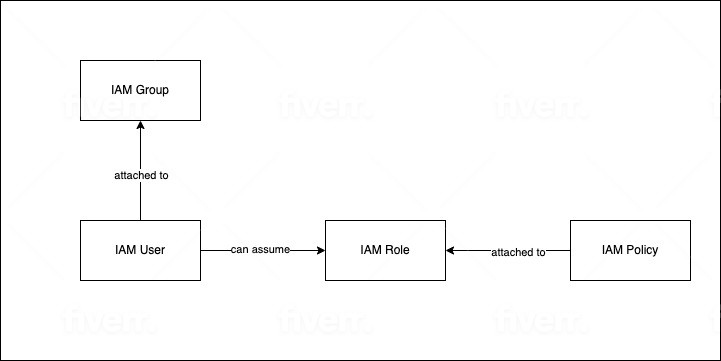 IAM Group
attached to
IAM User
can assume
IAM Role
attached to
IAM Policy
fiverr.
fiverr.
fiverr.
fiverr.
fiverr.
fiverr.